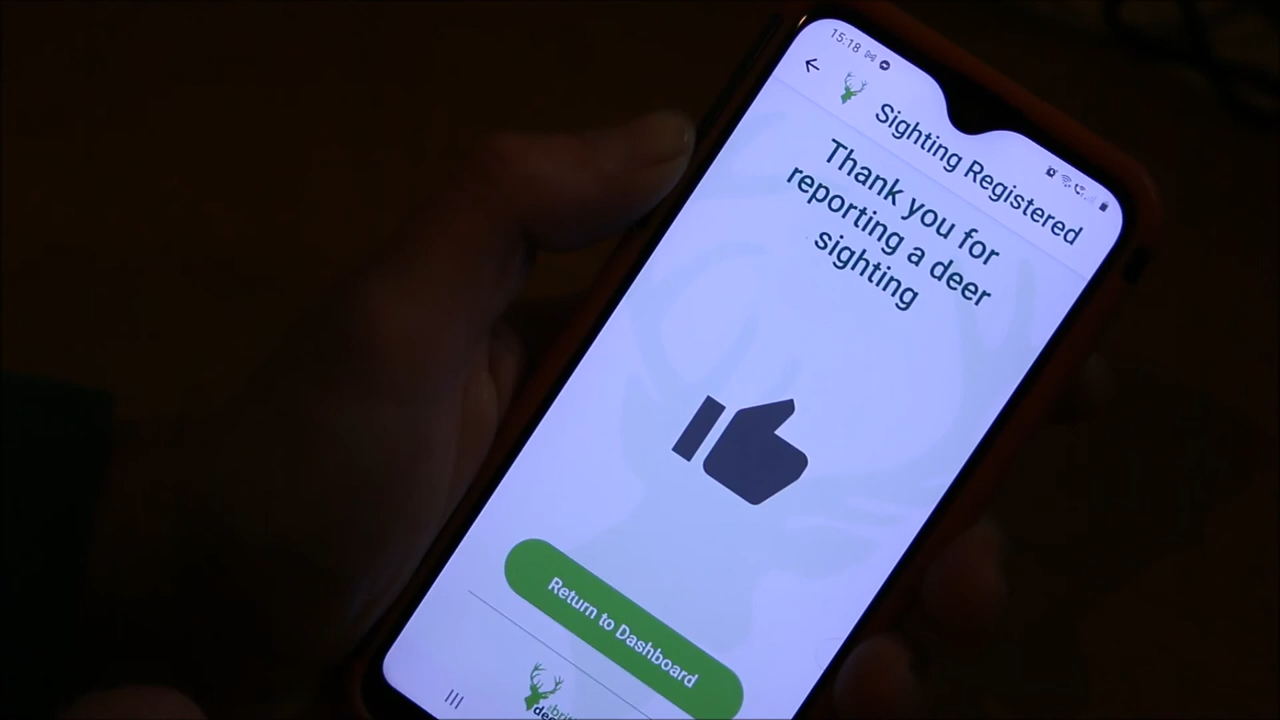 15:18
Sighting Registered
Thank you for
reporting a deer
sighting
Return to Dashboard